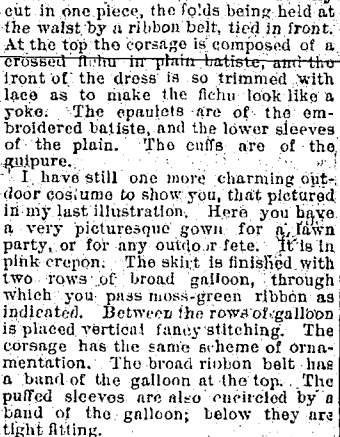 cut in one piece, the folds being held at
the waist by a ribbon belt, tied in front.
At the top the corsage is composed of a
crossed fichu in plain batiste, and the
front of the dress is so trimmed with
lace as to make the fichu look like a
yoke. The epaulets are of the em-
broidered batiste, and the lower sleeves
of the plain. The cuffs are of the
guipure.
I have still one more charming out-
door costume to show you, that pictured
in my last illustration. Here you have
a very picturesque gown for a lawn
party, or for any outdoor fete. It is in
pink crepon. The skirt is finished with
two rows of broad galloon, through
which you pass moss-green ribbon as
indicated. Between the rows of galloon
is placed vertical fancy stitching. The
corsage has the same scheme of orna-
mentation. The broad ribbon belt has
a band of the galloon at the top. The
puffed sleeves are also encircled by a
band of the galloon; below they are
tight fitting.